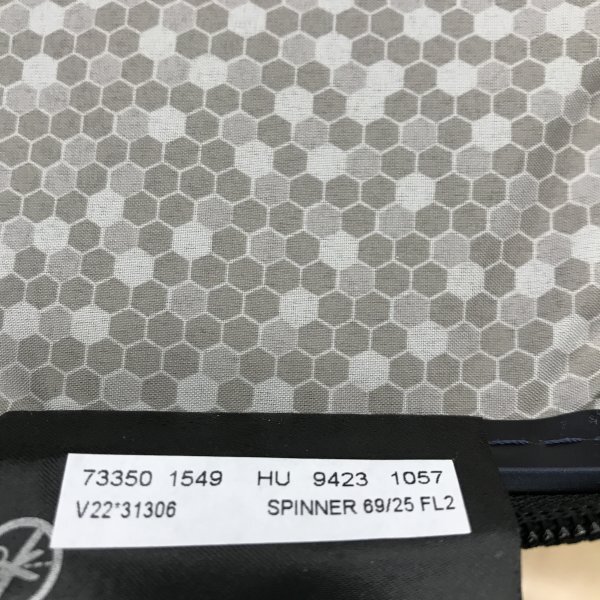 73350 1549 HU 9423 1057
V22*31306 SPINNER 69/25 FL2